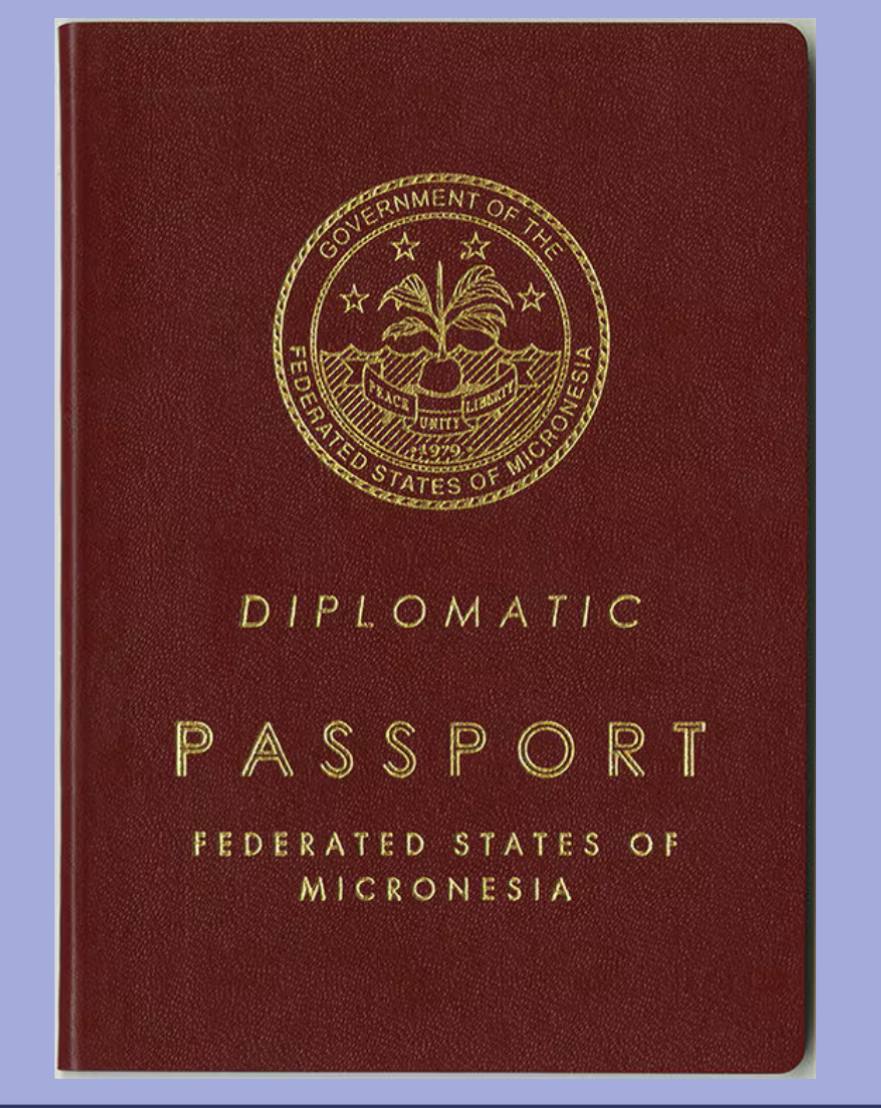 GOVERNMENT OF THE
FEDERATED STATES OF MICRONESIA
PEACE UNITY LIBERTY
1979
DIPLOMATIC
PASSPORT
FEDERATED STATES OF
MICRONESIA